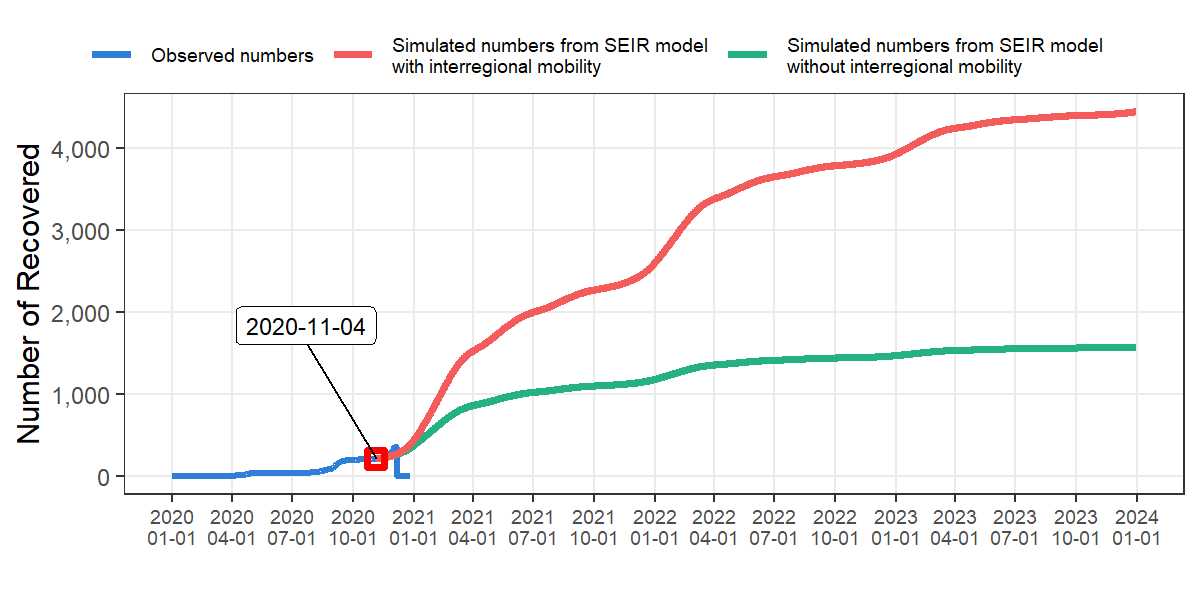 Observed numbers
Simulated numbers from SEIR model
with interregional mobility
Simulated numbers from SEIR model
without interregional mobility
Number of Recovered
4,000
3,000
2,000
1,000
0
2020-11-04
2020 2020 2020 2020 2021 2021 2021 2021 2022 2022 2022 2022 2023 2023 2023 2023 2024
01-01 04-01 07-01 10-01 01-01 04-01 07-01 10-01 01-01 04-01 07-01 10-01 01-01 04-01 07-01 10-01 01-01